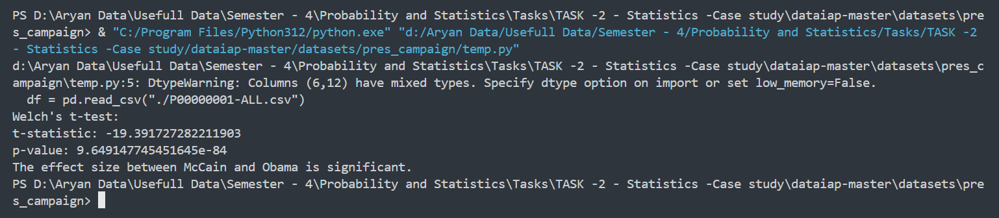 PS D:\Aryan Data\Usefull Data\Semester - 4\Probability and Statistics\Tasks\TASK -2 - Statistics -Case study\dataiap-master\datasets\pre
s_campaign> & "C:/Program Files/Python312/python.exe" "d:/Aryan Data/Usefull Data/Semester - 4/Probability and Statistics/Tasks/TASK -2
- Statistics -Case study/dataiap-master/datasets/pres_campaign/temp.py"
d:\Aryan Data\Usefull Data\Semester - 4\Probability and Statistics\Tasks\TASK -2 - Statistics -Case study\dataiap-master\datasets\pres_c
ampaign\temp.py:5: DtypeWarning: Columns (6,12) have mixed types. Specify dtype option on import or set low_memory=False.
  df = pd.read_csv("./P00000001-ALL.csv")
Welch's t-test:
t-statistic: -19.391727282211903
p-value: 9.649147745451645e-84
The effect size between McCain and Obama is significant.
PS D:\Aryan Data\Usefull Data\Semester - 4\Probability and Statistics\Tasks\TASK -2 - Statistics -Case study\dataiap-master\datasets\pre
s_campaign>